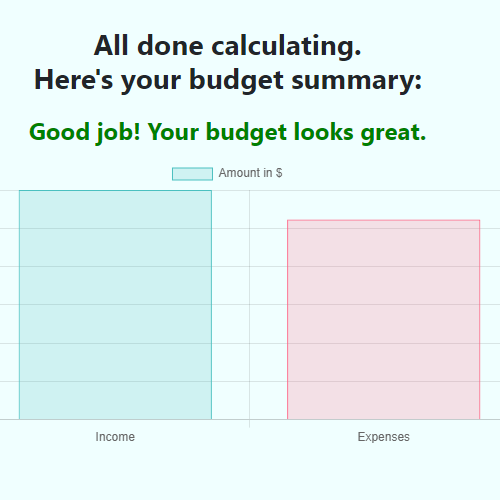 All done calculating.
Here's your budget summary:
Good job! Your budget looks great.
Amount in $
Income
Expenses